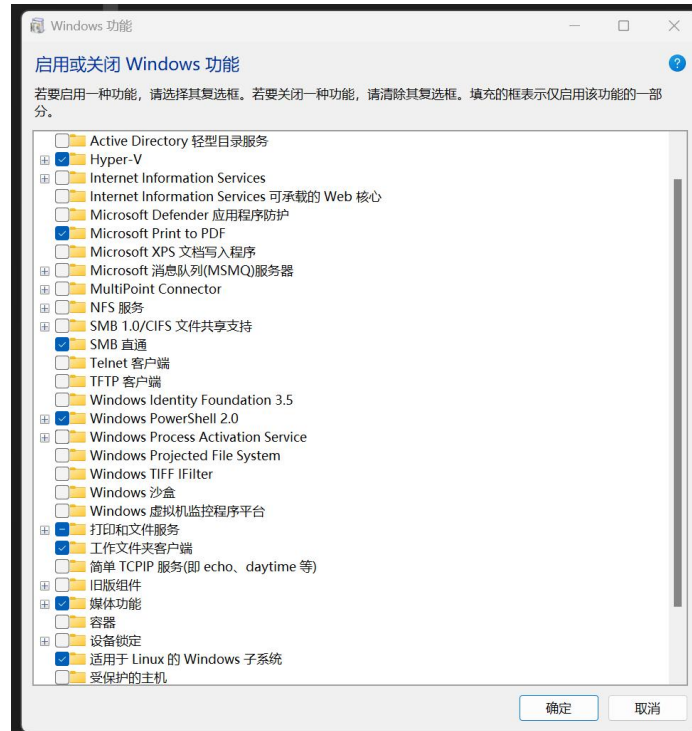 Windows 功能
启用或关闭 Windows 功能
若要启用一种功能，请选择其复选框。若要关闭一种功能，请清除其复选框。填充的框表示仅启用该功能的一部
分。
Active Directory 轻型目录服务
Hyper-V
Internet Information Services
Internet Information Services 可承载的 Web 核心
Microsoft Defender 应用程序防护
Microsoft Print to PDF
Microsoft XPS 文档写入程序
Microsoft 消息队列(MSMQ)服务器
MultiPoint Connector
NFS 服务
SMB 1.0/CIFS 文件共享支持
SMB 直通
Telnet 客户端
TFTP 客户端
Windows Identity Foundation 3.5
Windows PowerShell 2.0
Windows Process Activation Service
Windows Projected File System
Windows TIFF IFilter
Windows 沙盒
Windows 虚拟机监控程序平台
打印和文件服务
工作文件夹客户端
简单 TCPIP 服务(即 echo、daytime 等)
旧版组件
媒体功能
容器
设备锁定
适用于 Linux 的 Windows 子系统
受保护的主机
确定
取消